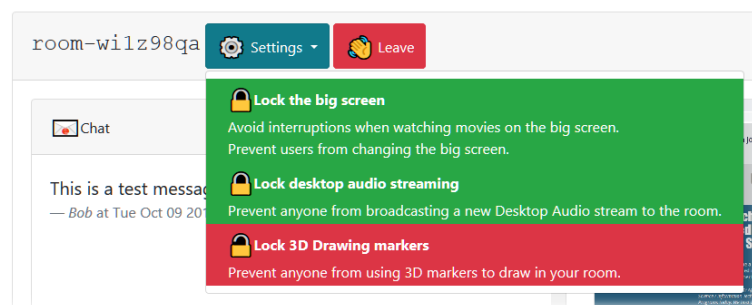 room-wi1z98qa Settings Leave
Lock the big screen
Avoid interruptions when watching movies on the big screen.
Prevent users from changing the big screen.
Lock desktop audio streaming
Prevent anyone from broadcasting a new Desktop Audio stream to the room.
Lock 3D Drawing markers
Prevent anyone from using 3D markers to draw in your room.
Chat
This is a test messag
— Bob at Tue Oct 09 201